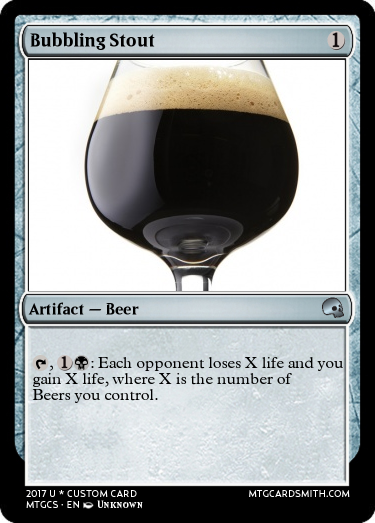 Bubbling Stout 1
Artifact — Beer
, 1 : Each opponent loses X life and you
gain X life, where X is the number of
Beers you control.
2017 U * CUSTOM CARD MTGCARDSMITH.COM
MTGCS · EN UNKNOWN